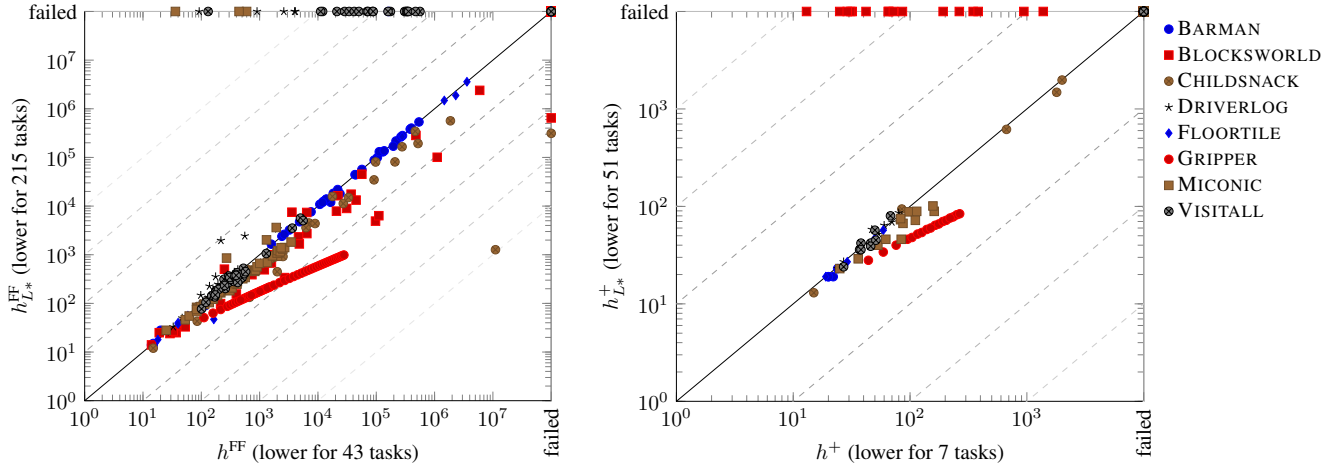 failed
10^7
10^6
10^5
10^4
10^3
10^2
10^1
10^0
h^FF_L* (lower for 215 tasks)
10^0 10^1 10^2 10^3 10^4 10^5 10^6 10^7 failed
h^FF (lower for 43 tasks)
failed
10^3
10^2
10^1
10^0
h^+_L* (lower for 51 tasks)
10^0 10^1 10^2 10^3 failed
h^+ (lower for 7 tasks)
BARMAN
BLOCKSWORLD
CHILDSNACK
DRIVERLOG
FLOORTILE
GRIPPER
MICONIC
VISITALL